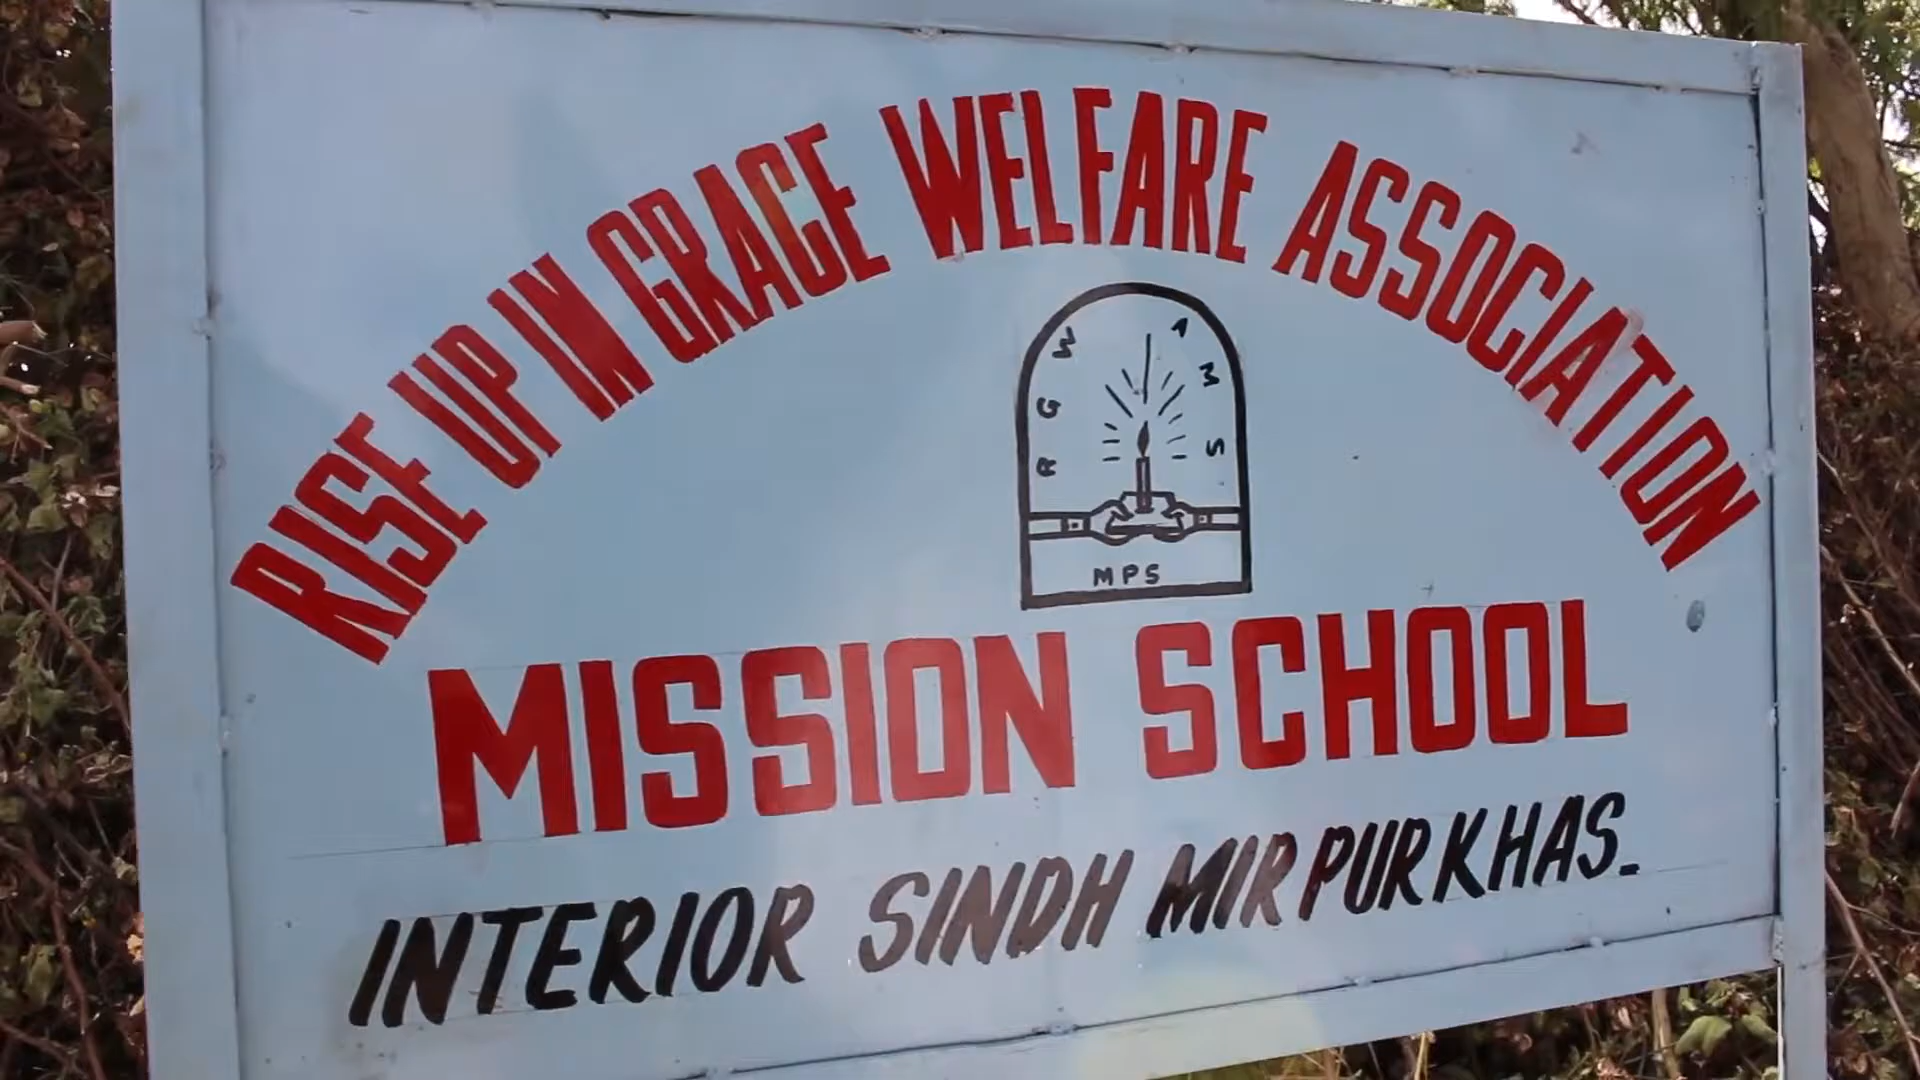 RISE UP IN GRACE WELFARE ASSOCIATION
R G W A M S
MPS
MISSION SCHOOL
INTERIOR SINDH MIRPURKHAS.